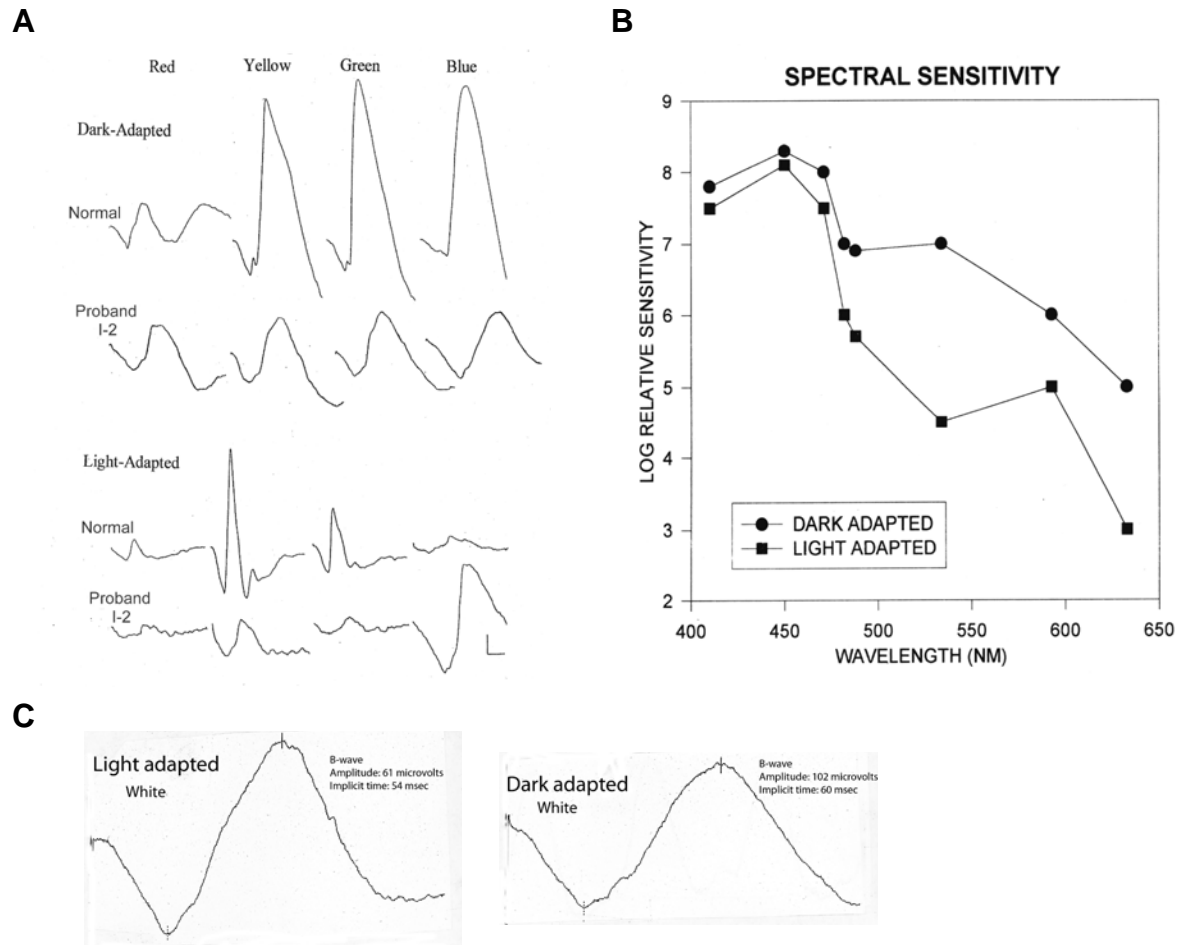 A
Red Yellow Green Blue
Dark-Adapted
Normal
Proband
I-2
Light-Adapted
Normal
Proband
I-2
B
SPECTRAL SENSITIVITY
LOG RELATIVE SENSITIVITY
9
8
7
6
5
4
3
2
DARK ADAPTED
LIGHT ADAPTED
400 450 500 550 600 650
WAVELENGTH (NM)
C
Light adapted
White
B-wave
Amplitude: 61 microvolts
Implicit time: 54 msec
Dark adapted
White
B-wave
Amplitude: 102 microvolts
Implicit time: 60 msec